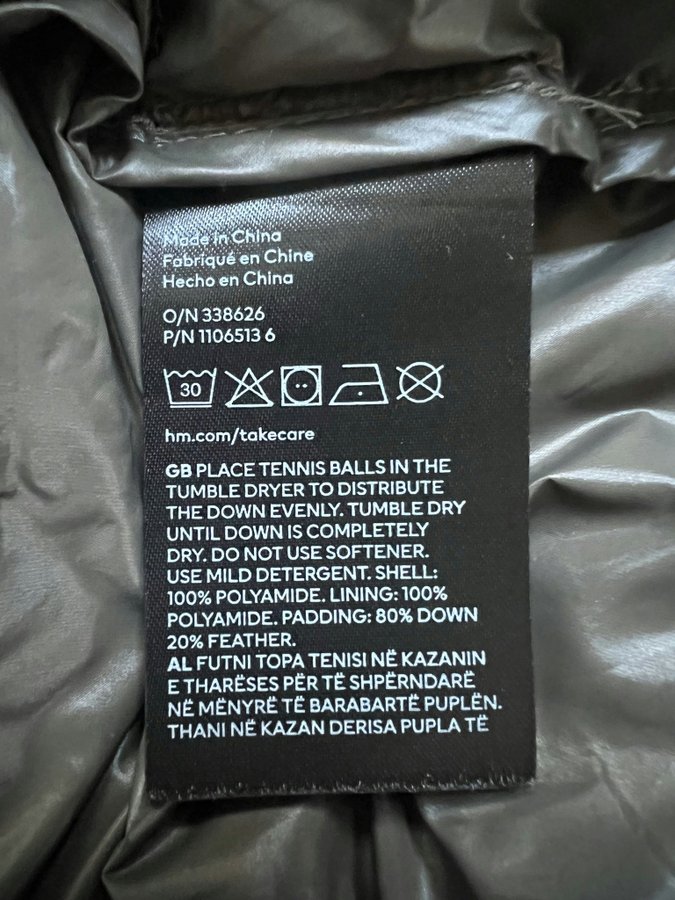 Made in China
Fabriqué en Chine
Hecho en China
O/N 338626
P/N 1106513 6
30
hm.com/takecare
GB PLACE TENNIS BALLS IN THE
TUMBLE DRYER TO DISTRIBUTE
THE DOWN EVENLY. TUMBLE DRY
UNTIL DOWN IS COMPLETELY
DRY. DO NOT USE SOFTENER.
USE MILD DETERGENT. SHELL:
100% POLYAMIDE. LINING: 100%
POLYAMIDE. PADDING: 80% DOWN
20% FEATHER.
AL FUTNI TOPA TENISI NË KAZANIN
E THARËSES PËR TË SHPËRNDARË
NË MËNYRË TË BARABARTË PUPLËN.
THANI NË KAZAN DERISA PUPLA TË